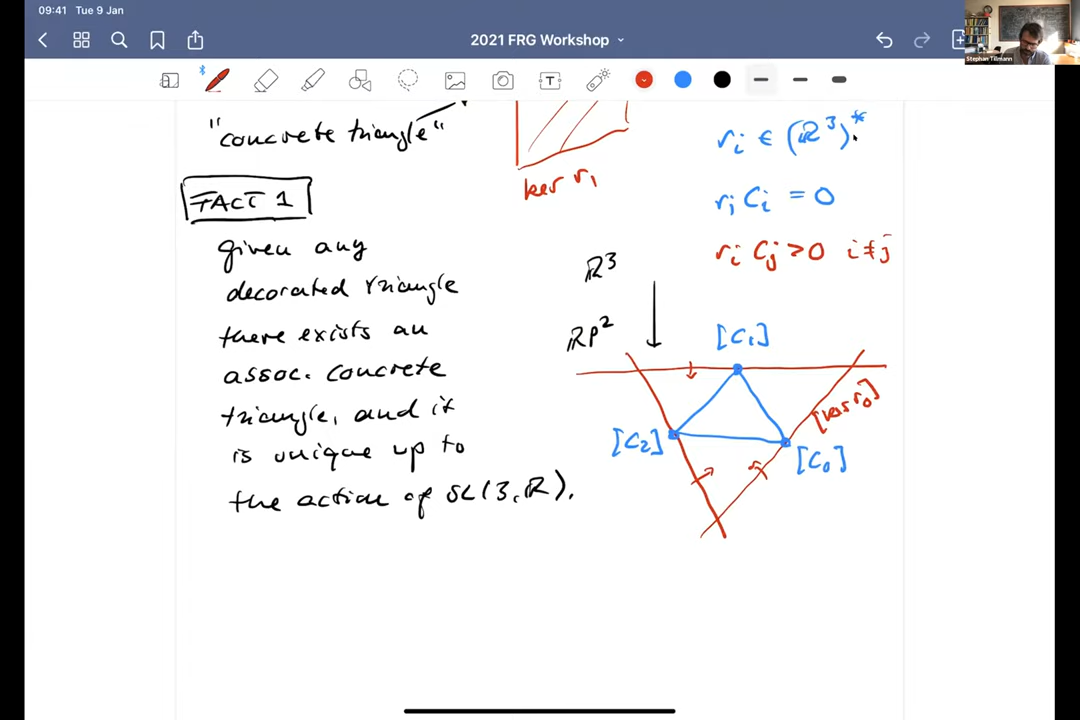 09:41 Tue 9 Jan
2021 FRG Workshop
Stephan Tillmann
"concrete triangle"
ker r1
ri ∈ (ℝ³)*
ri Ci = 0
ri Cj > 0 i ≠ j
FACT 1
given any
decorated triangle
there exists an
assoc. concrete
triangle, and it
is unique up to
the action of SL(3, ℝ).
ℝ³
ℝP²
[C1]
[ker r0]
[C2]
[C0]